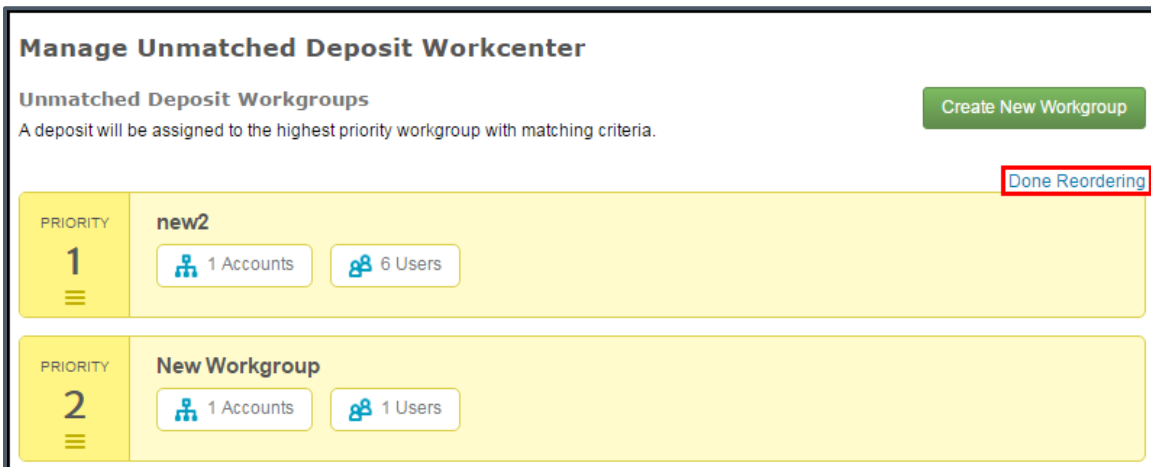 Manage Unmatched Deposit Workcenter
Unmatched Deposit Workgroups
Create New Workgroup
A deposit will be assigned to the highest priority workgroup with matching criteria.
Done Reordering
PRIORITY
1
new2
1 Accounts
6 Users
PRIORITY
2
New Workgroup
1 Accounts
1 Users